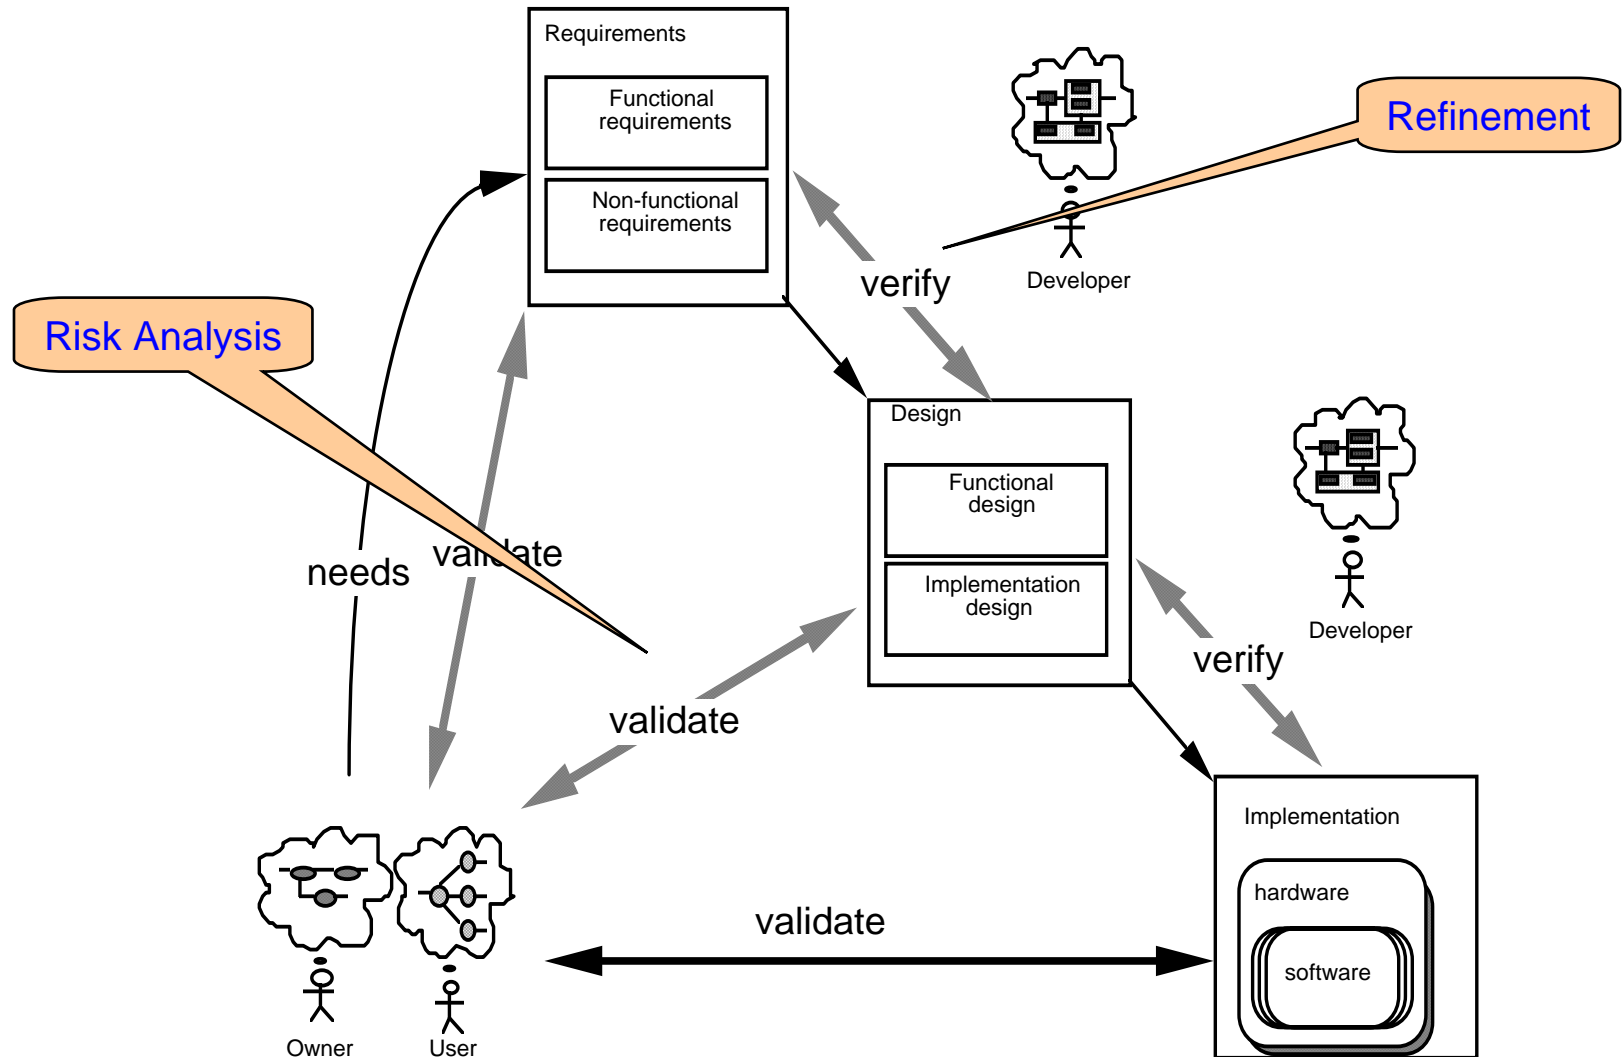 Requirements
Functional
requirements
Non-functional
requirements
Refinement
Developer
verify
Risk Analysis
Design
Functional
design
Implementation
design
needs
validate
Developer
verify
validate
Implementation
hardware
software
validate
Owner
User